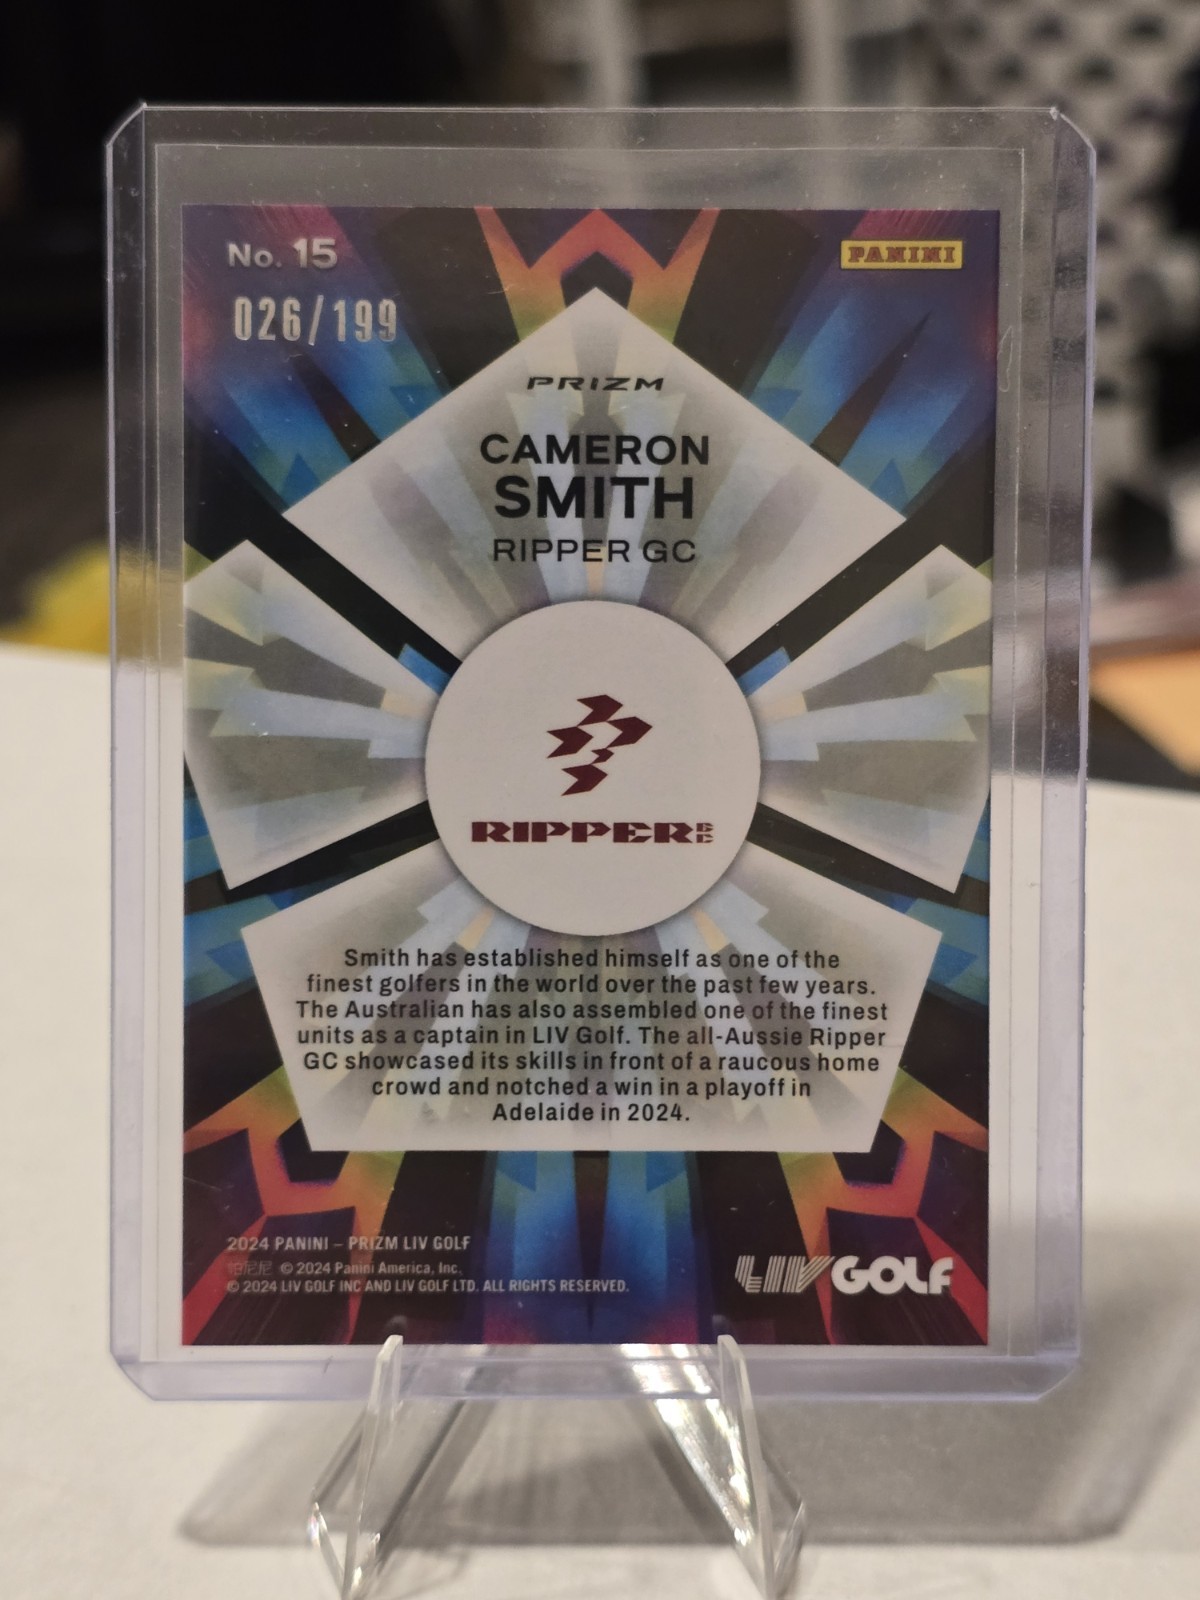 No. 15
PANINI
026/199
PRIZM
CAMERON
SMITH
RIPPER GC
RIPPER GC
Smith has established himself as one of the
finest golfers in the world over the past few years.
The Australian has also assembled one of the finest
units as a captain in LIV Golf. The all-Aussie Ripper
GC showcased its skills in front of a raucous home
crowd and notched a win in a playoff in
Adelaide in 2024.
2024 PANINI – PRIZM LIV GOLF
帕尼尼 © 2024 Panini America, Inc.
© 2024 LIV GOLF INC AND LIV GOLF LTD. ALL RIGHTS RESERVED.
LIV GOLF